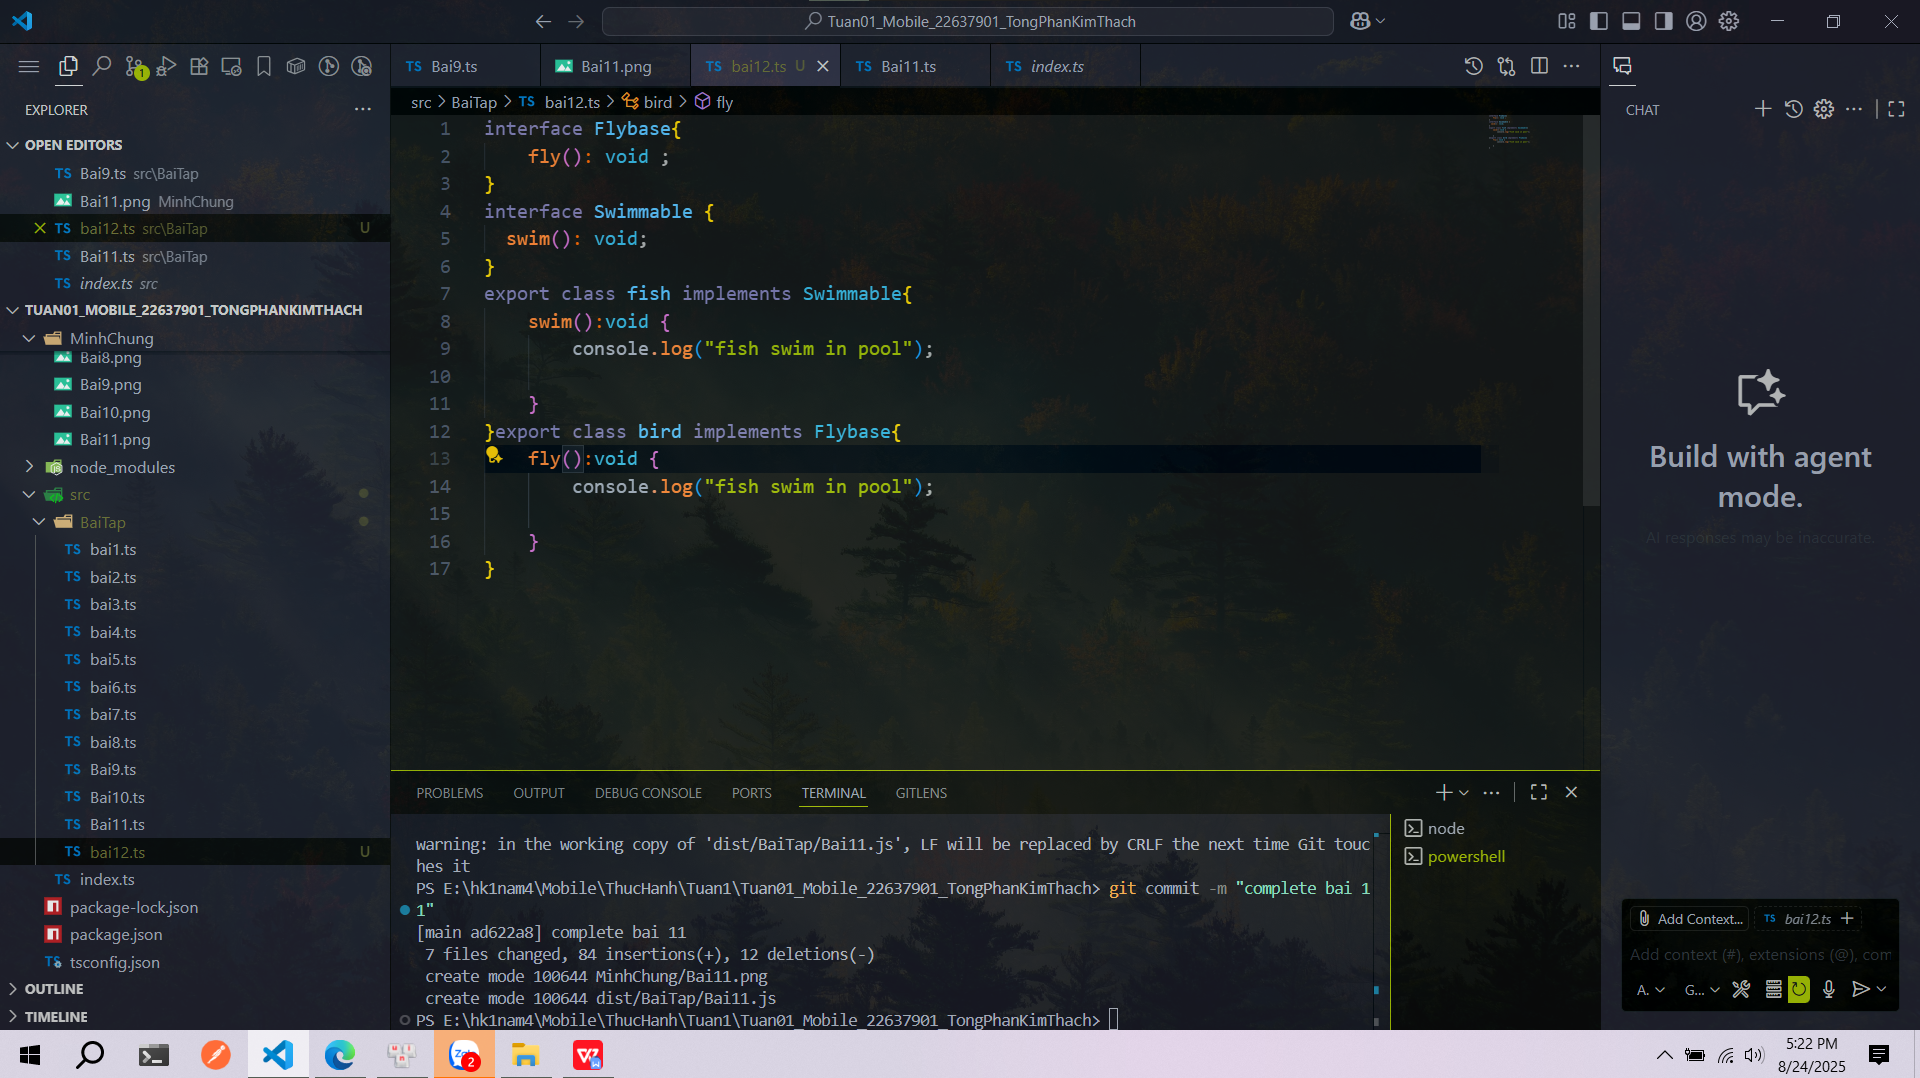 Tuan01_Mobile_22637901_TongPhanKimThach
1
EXPLORER
OPEN EDITORS
TS Bai9.ts src\BaiTap
Bai11.png MinhChung
TS bai12.ts src\BaiTap U
TS Bai11.ts src\BaiTap
TS index.ts src
TUAN01_MOBILE_22637901_TONGPHANKIMTHACH
MinhChung
Bai8.png
Bai9.png
Bai10.png
Bai11.png
node_modules
src
BaiTap
TS bai1.ts
TS bai2.ts
TS bai3.ts
TS bai4.ts
TS bai5.ts
TS bai6.ts
TS bai7.ts
TS bai8.ts
TS Bai9.ts
TS Bai10.ts
TS Bai11.ts
TS bai12.ts U
TS index.ts
package-lock.json
package.json
TS tsconfig.json
OUTLINE
TIMELINE
TS Bai9.ts
Bai11.png
TS bai12.ts U
TS Bai11.ts
TS index.ts
src > BaiTap > TS bai12.ts > bird > fly
1 interface Flybase{
2 fly(): void ;
3 }
4 interface Swimmable {
5 swim(): void;
6 }
7 export class fish implements Swimmable{
8 swim():void {
9 console.log("fish swim in pool");
10
11 }
12 }export class bird implements Flybase{
13 fly():void {
14 console.log("fish swim in pool");
15
16 }
17 }
PROBLEMS OUTPUT DEBUG CONSOLE PORTS TERMINAL GITLENS
warning: in the working copy of 'dist/BaiTap/Bai11.js', LF will be replaced by CRLF the next time Git touc
hes it
PS E:\hk1nam4\Mobile\ThucHanh\Tuan1\Tuan01_Mobile_22637901_TongPhanKimThach> git commit -m "complete bai 1
1"
[main ad622a8] complete bai 11
7 files changed, 84 insertions(+), 12 deletions(-)
create mode 100644 MinhChung/Bai11.png
create mode 100644 dist/BaiTap/Bai11.js
PS E:\hk1nam4\Mobile\ThucHanh\Tuan1\Tuan01_Mobile_22637901_TongPhanKimThach>
node
powershell
CHAT
Build with agent
mode.
AI responses may be inaccurate.
Add Context...
TS bai12.ts
Add context (#), extensions (@), com
A.
G...
2
5:22 PM
8/24/2025